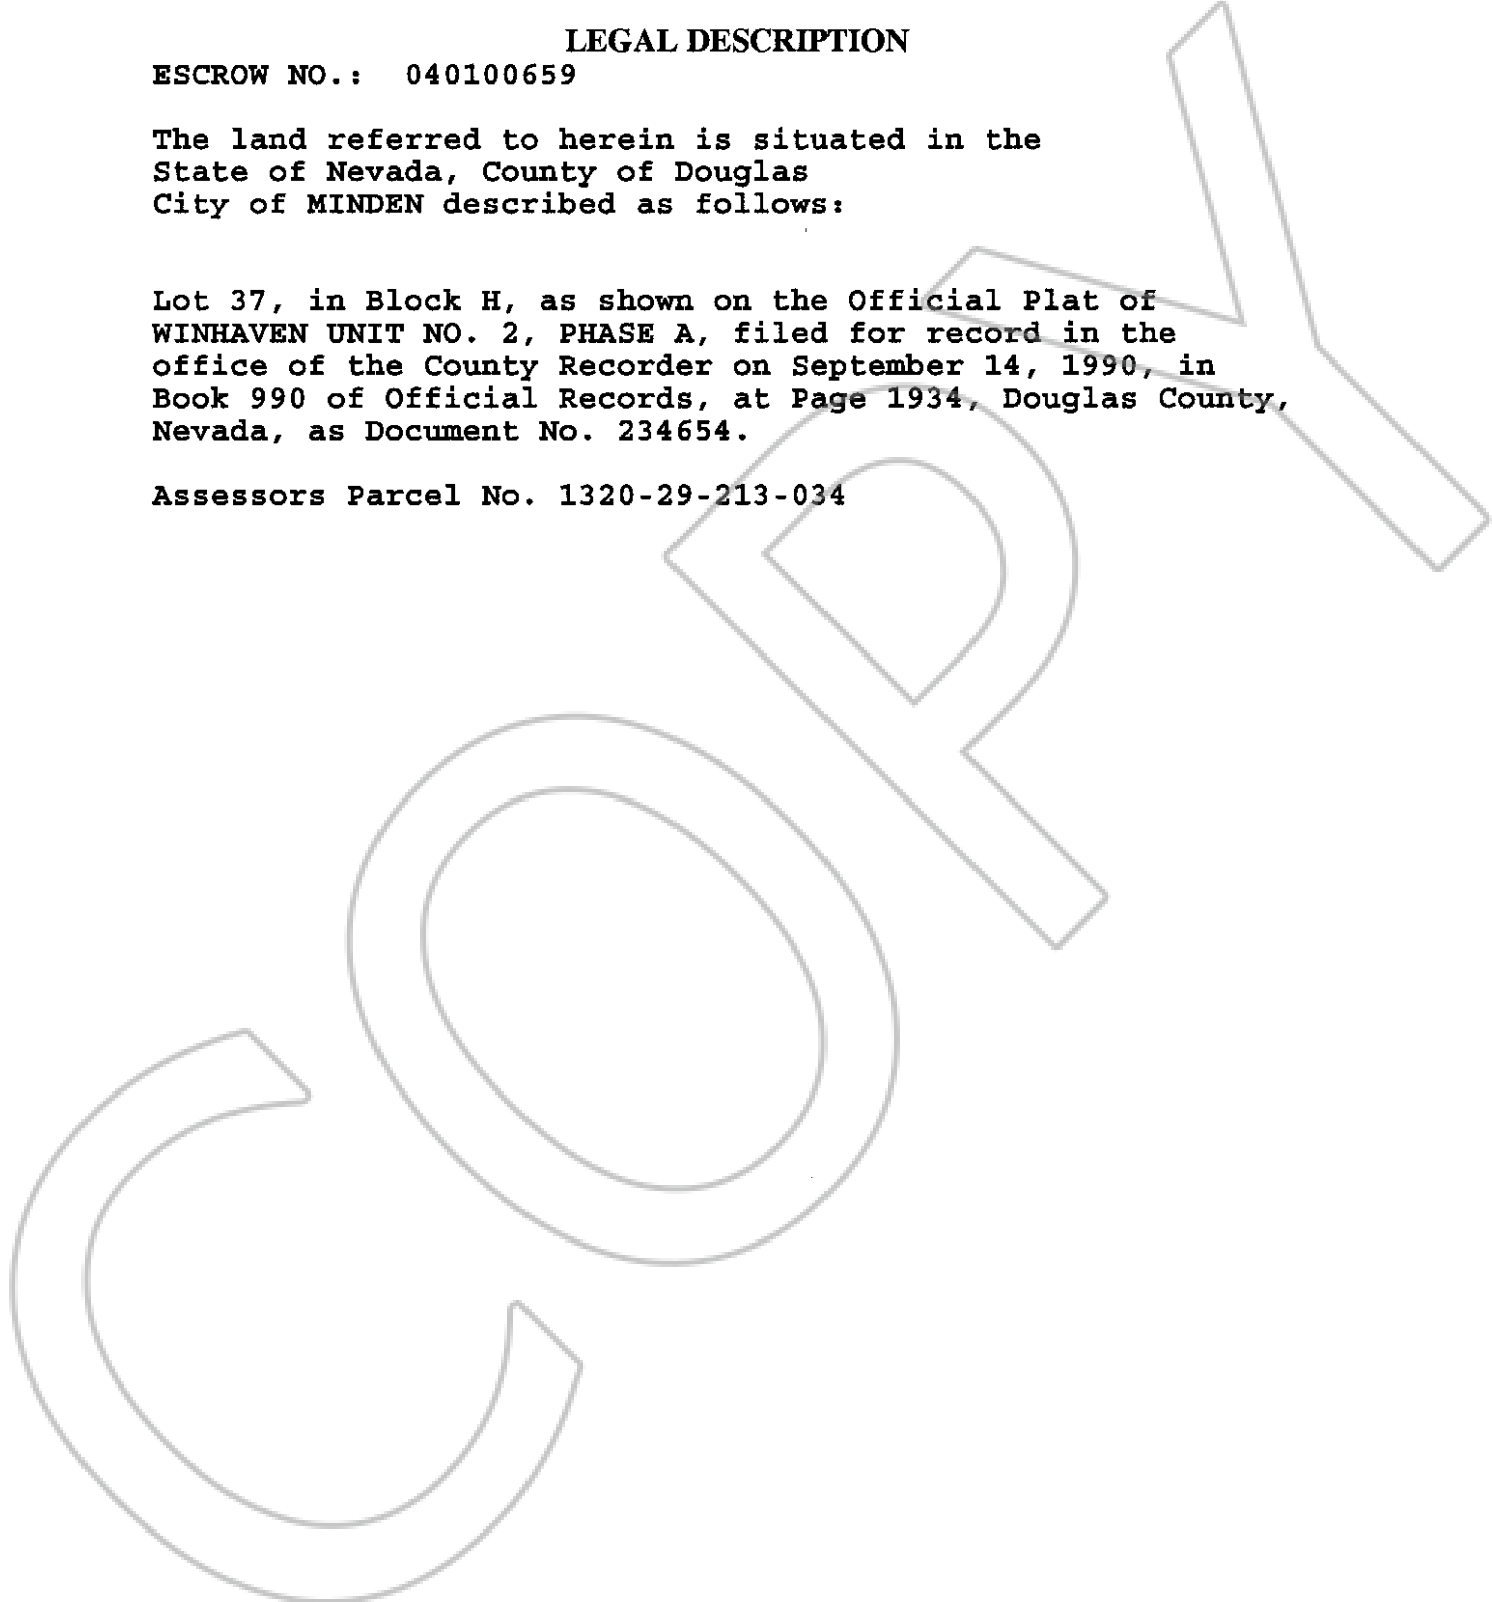 LEGAL DESCRIPTION
ESCROW NO.: 040100659
The land referred to herein is situated in the
State of Nevada, County of Douglas
City of MINDEN described as follows:
Lot 37, in Block H, as shown on the Official Plat of
WINHAVEN UNIT NO. 2, PHASE A, filed for record in the
office of the County Recorder on September 14, 1990, in
Book 990 of Official Records, at Page 1934, Douglas County,
Nevada, as Document No. 234654.
Assessors Parcel No. 1320-29-213-034
COPY